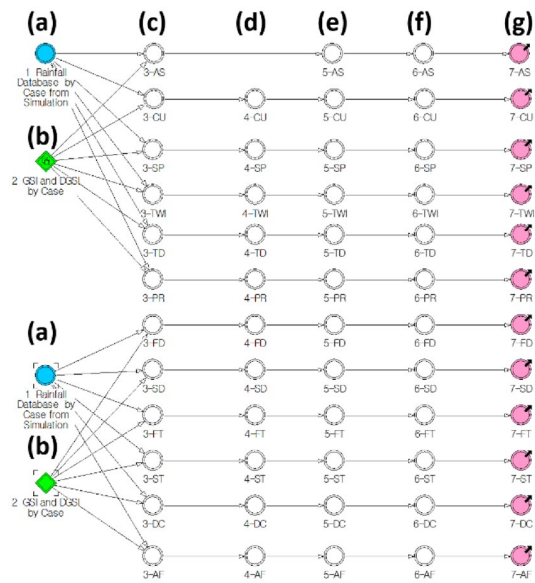 (a) (c) (d) (e) (f) (g)
3-AS 5-AS 6-AS 7-AS
1 Rainfall
Database by
Case from
Simulation
3-CU 4-CU 5-CU 6-CU 7-CU
(b)
3-SP 4-SP 5-SP 6-SP 7-SP
2 GSI and DGSI
by Case
3-TWI 4-TWI 5-TWI 6-TWI 7-TWI
3-TD 4-TD 5-TD 6-TD 7-TD
3-PR 4-PR 5-PR 6-PR 7-PR
(a)
3-FD 4-FD 5-FD 6-FD 7-FD
3-SD 4-SD 5-SD 6-SD 7-SD
1 Rainfall
Database by
Case from
Simulation
3-FT 4-FT 5-FT 6-FT 7-FT
(b)
3-ST 4-ST 5-ST 6-ST 7-ST
2 GSI and DGSI
by Case
3-DC 4-DC 5-DC 6-DC 7-DC
3-AF 4-AF 5-AF 6-AF 7-AF